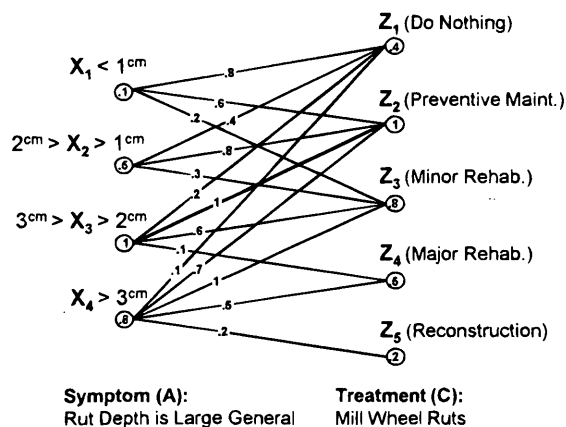 Z₁ (Do Nothing)
.4
X₁ < 1ᶜᵐ
.1
.8
.6
.2
Z₂ (Preventive Maint.)
1
2ᶜᵐ > X₂ > 1ᶜᵐ
.6
.4
.8
.3
Z₃ (Minor Rehab.)
.8
3ᶜᵐ > X₃ > 2ᶜᵐ
1
.2
1
.6
.1
Z₄ (Major Rehab.)
.6
X₄ > 3ᶜᵐ
.8
.1
.7
1
.5
.2
Z₅ (Reconstruction)
.2
Symptom (A):
Rut Depth is Large General
Treatment (C):
Mill Wheel Ruts